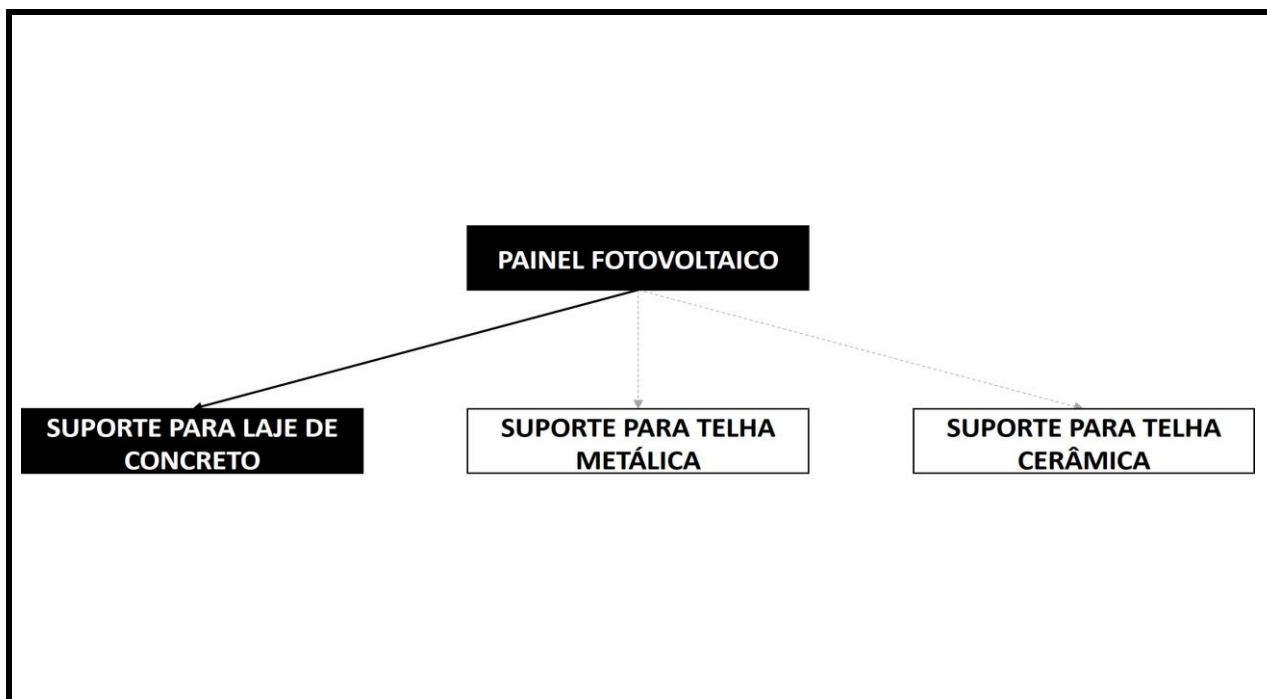 PAINEL FOTOVOLTAICO
SUPORTE PARA LAJE DE
CONCRETO
SUPORTE PARA TELHA
METÁLICA
SUPORTE PARA TELHA
CERÂMICA